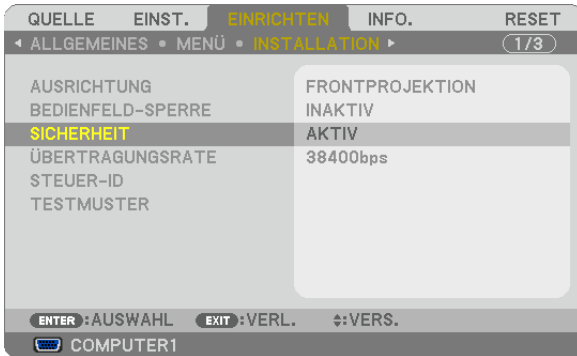 QUELLE EINST. EINRICHTEN INFO. RESET
◂ ALLGEMEINES • MENÜ • INSTALLATION ▸ 1/3
AUSRICHTUNG FRONTPROJEKTION
BEDIENFELD-SPERRE INAKTIV
SICHERHEIT AKTIV
ÜBERTRAGUNGSRATE 38400bps
STEUER-ID
TESTMUSTER
ENTER :AUSWAHL EXIT :VERL. ⬍:VERS.
COMPUTER1